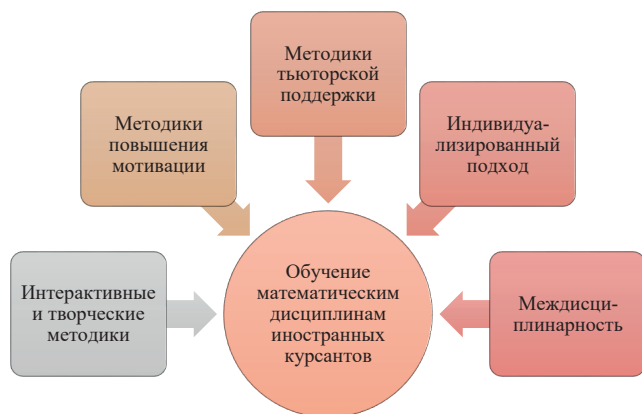 Методики
тьюторской
поддержки
Методики
повышения
мотивации
Индивидуа-
лизированный
подход
Интерактивные
и творческие
методики
Обучение
математическим
дисциплинам
иностранных
курсантов
Междисци-
плинарность